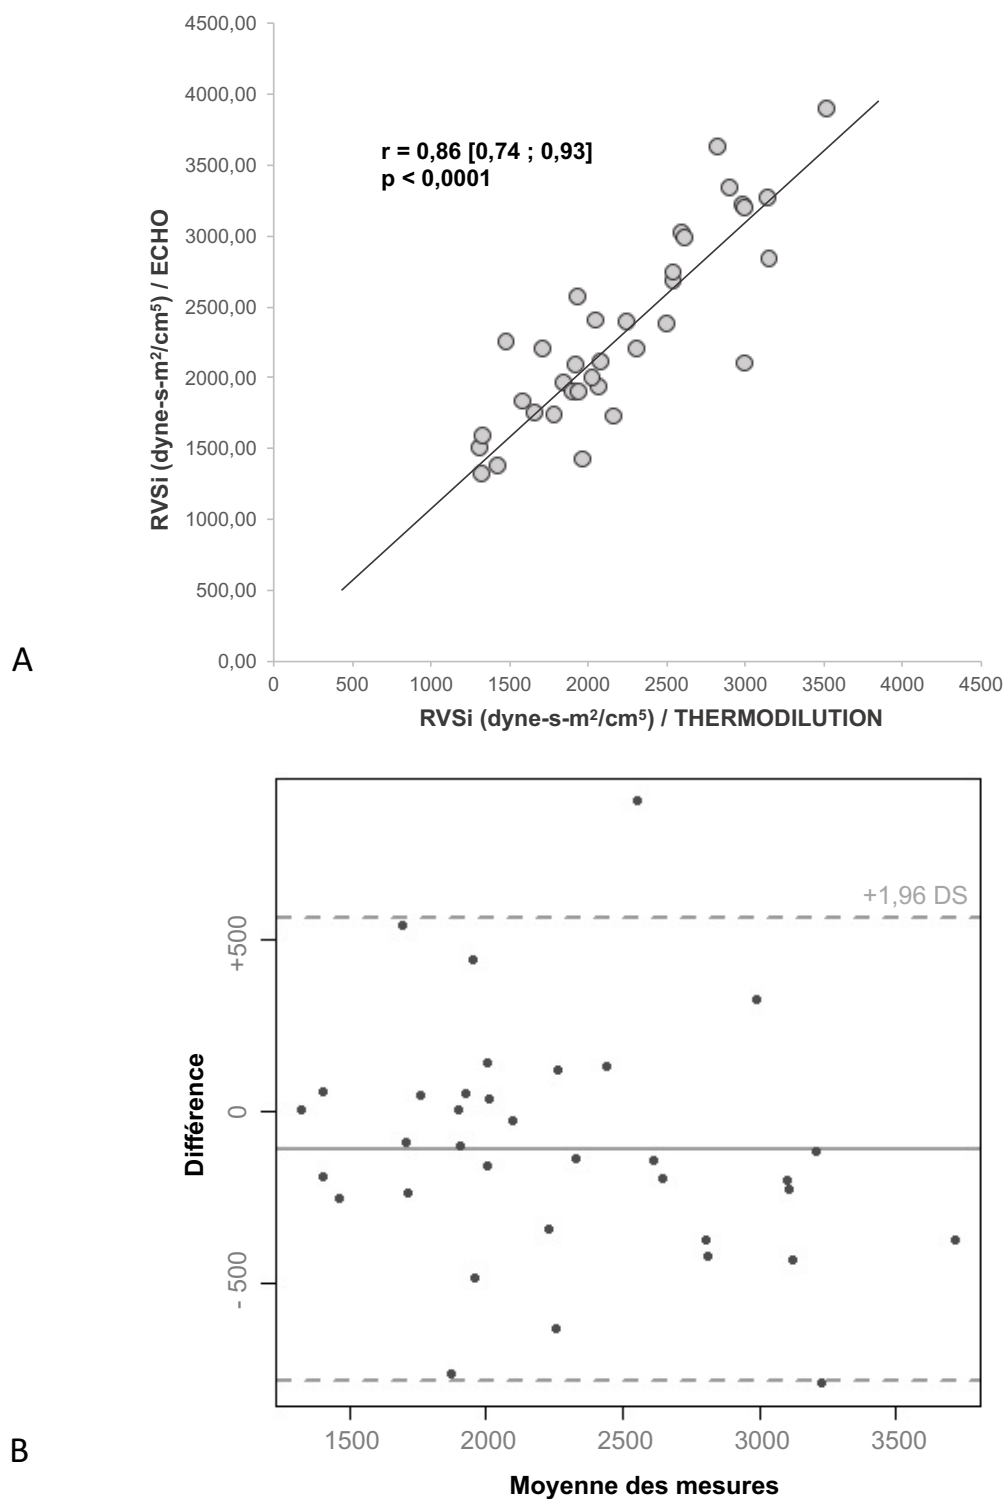 4500,00
4000,00
3500,00
3000,00
2500,00
2000,00
1500,00
1000,00
500,00
0,00
RVSi (dyne-s-m²/cm⁵) / ECHO
r = 0,86 [0,74 ; 0,93]
p < 0,0001
0 500 1000 1500 2000 2500 3000 3500 4000 4500
RVSi (dyne-s-m²/cm⁵) / THERMODILUTION
A
+1,96 DS
+500
0
- 500
Différence
1500 2000 2500 3000 3500
Moyenne des mesures
B